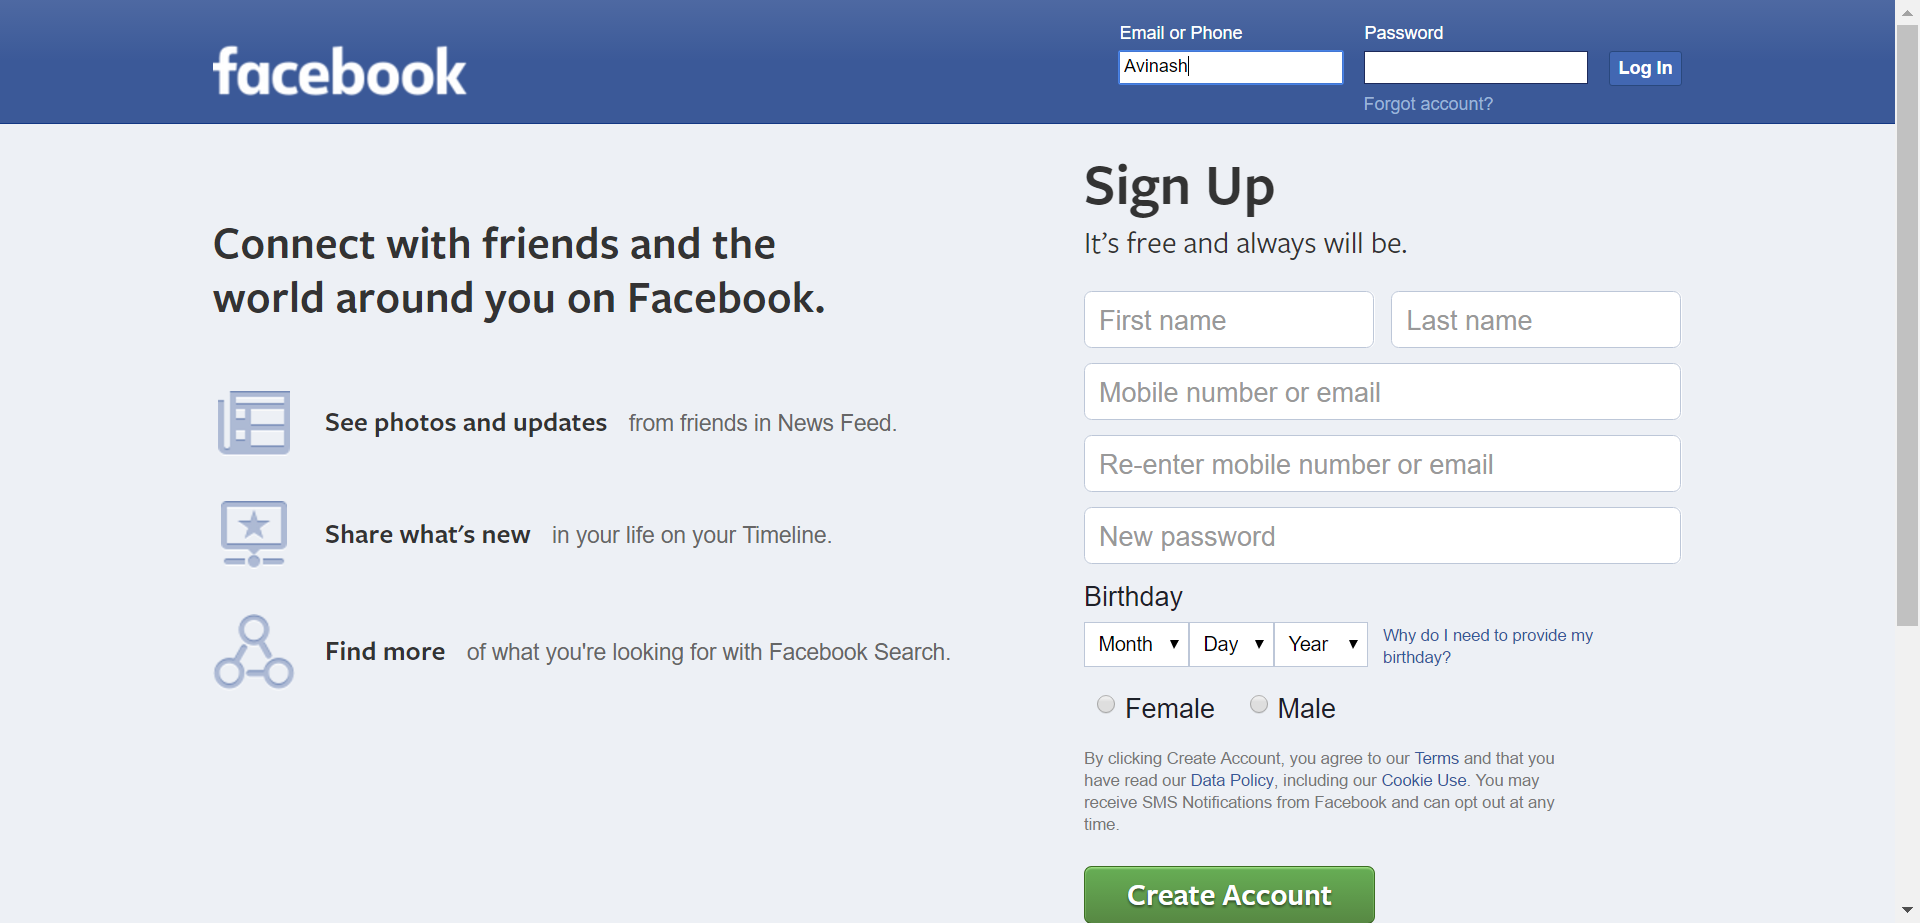 facebook
Email or Phone
Password
Avinash
Log In
Forgot account?
Connect with friends and the
world around you on Facebook.
See photos and updates from friends in News Feed.
Share what's new in your life on your Timeline.
Find more of what you're looking for with Facebook Search.
Sign Up
It's free and always will be.
First name
Last name
Mobile number or email
Re-enter mobile number or email
New password
Birthday
Month
Day
Year
Why do I need to provide my
birthday?
Female
Male
By clicking Create Account, you agree to our Terms and that you
have read our Data Policy, including our Cookie Use. You may
receive SMS Notifications from Facebook and can opt out at any
time.
Create Account